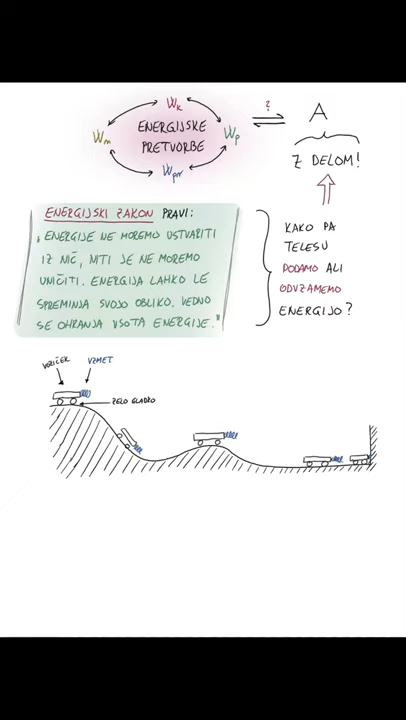 Wk
?
A
ENERGIJSKE
PRETVORBE
Wm
Wp
Wpr
Z DELOM!
ENERGIJSKI ZAKON PRAVI:
„ENERGIJE NE MOREMO USTVARITI
IZ NIČ, NITI JE NE MOREMO
UNIČITI. ENERGIJA LAHKO LE
SPREMINJA SVOJO OBLIKO. VEDNO
SE OHRANJA VSOTA ENERGIJE."
KAKO PA
TELESU
DODAMO ALI
ODVZAMEMO
ENERGIJO?
VOZIČEK
VZMET
ZELO GLADKO